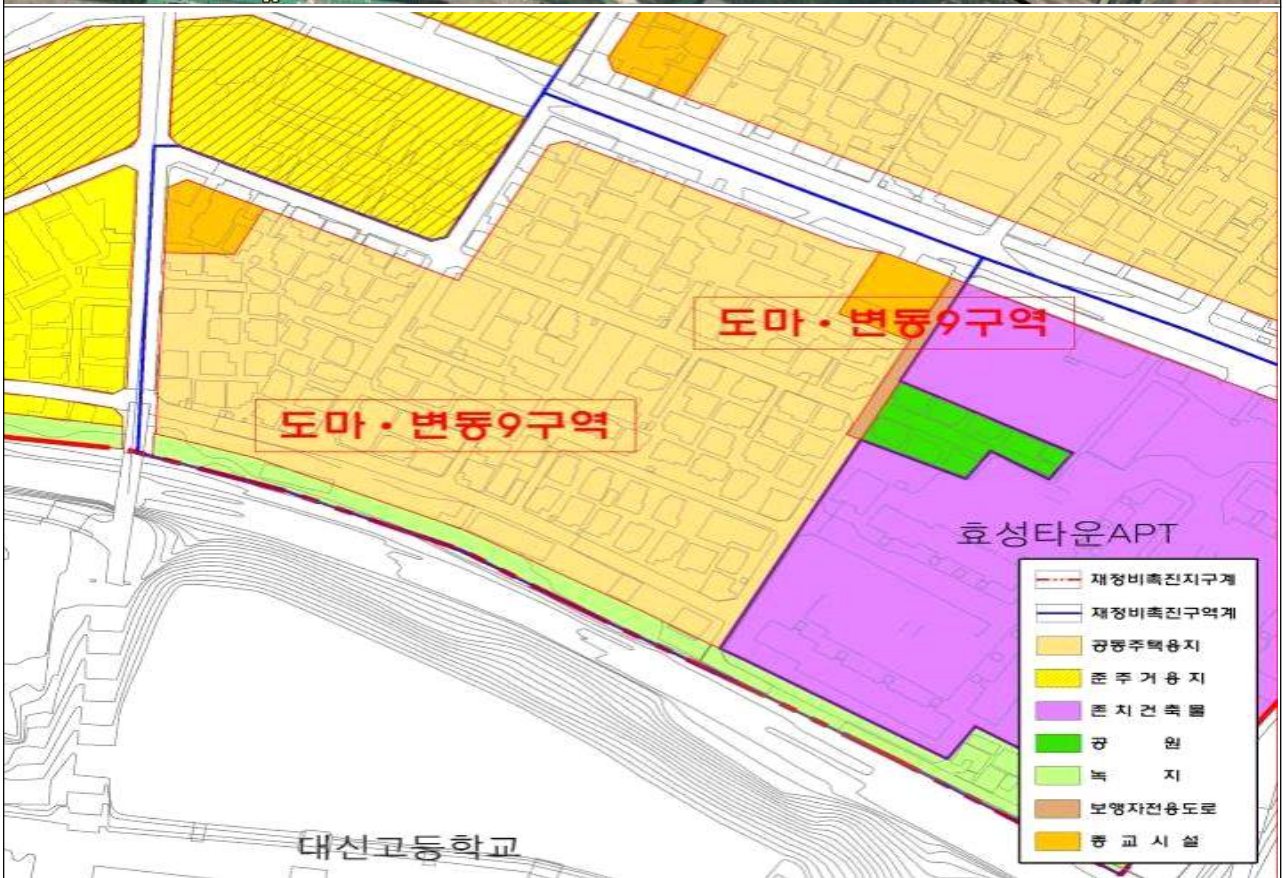 도마·변동9구역
도마·변동9구역
효성타운APT
재정비촉진지구계
재정비촉진구역계
공동주택용지
준주거용지
존치건축물
공 원
녹 지
보행자전용도로
종교시설
대신고등학교